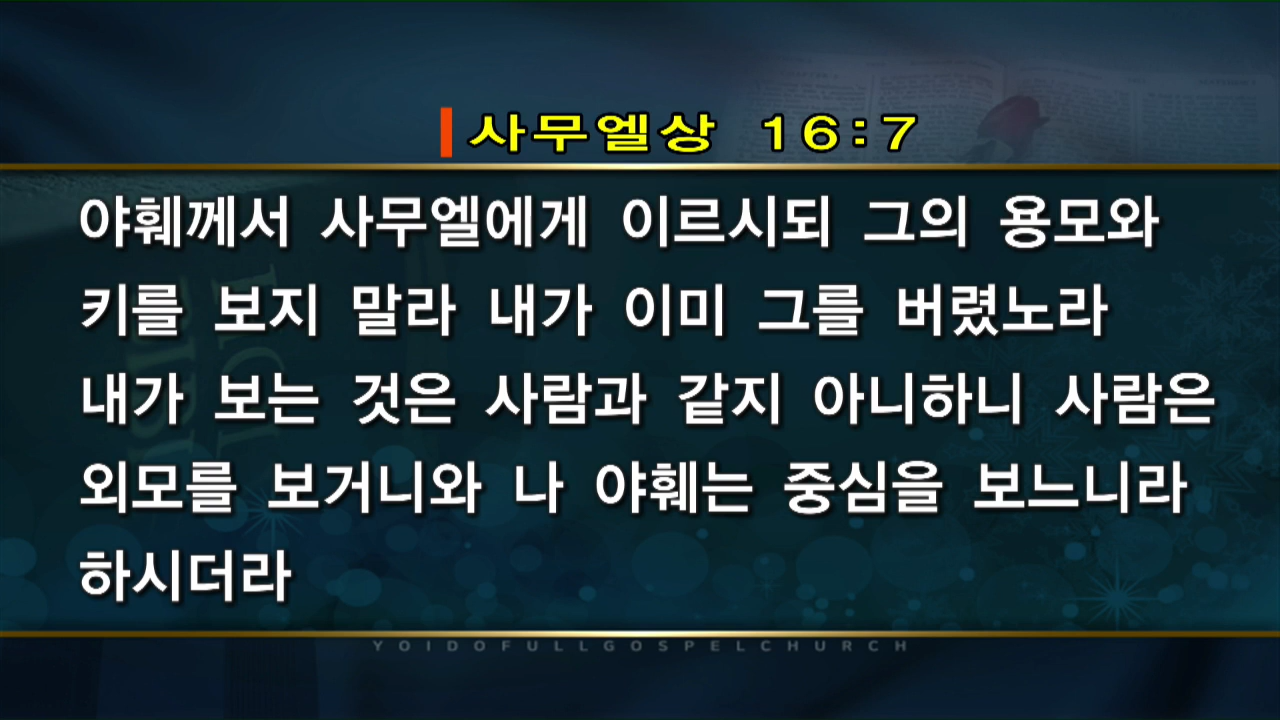 사무엘상 16:7
야훼께서 사무엘에게 이르시되 그의 용모와
키를 보지 말라 내가 이미 그를 버렸노라
내가 보는 것은 사람과 같지 아니하니 사람은
외모를 보거니와 나 야훼는 중심을 보느니라
하시더라
YOIDOFULLGOSPELCHURCH